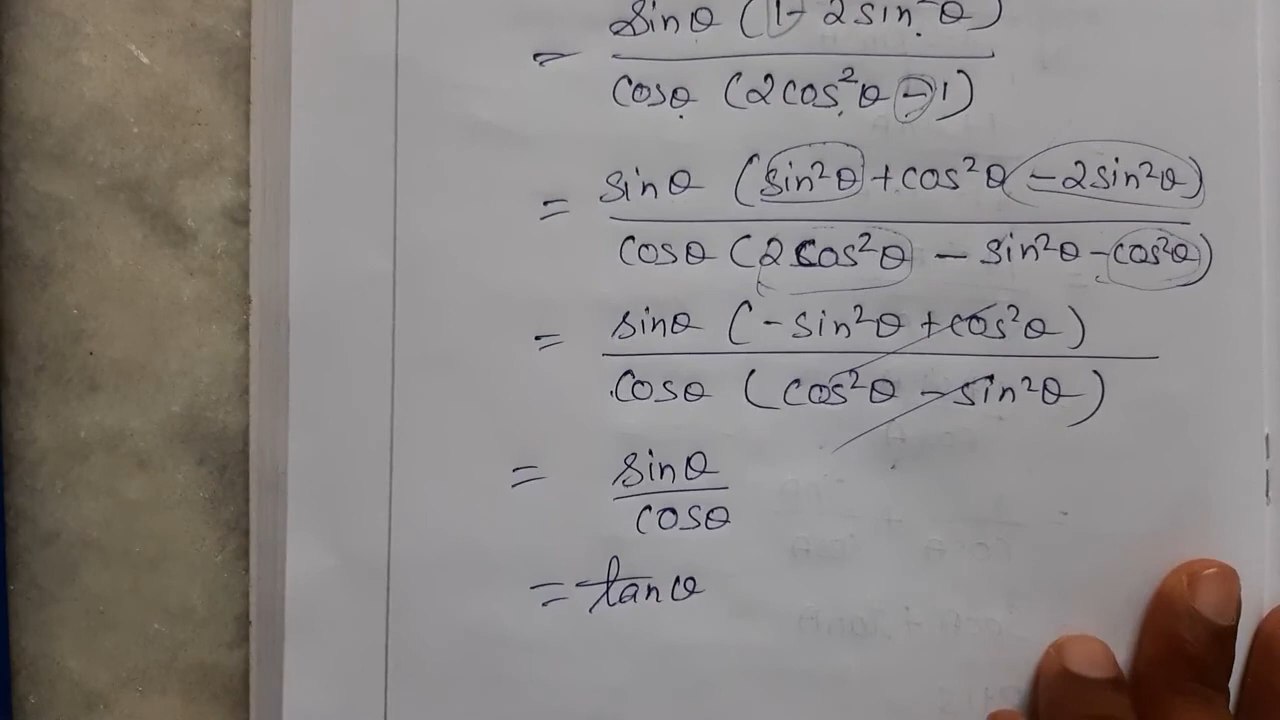 sinθ (1 - 2sin²θ)
=
cosθ (2cos²θ - 1)
sinθ (sin²θ + cos²θ - 2sin²θ)
=
cosθ (2cos²θ - sin²θ - cos²θ)
sinθ (-sin²θ + cos²θ)
=
cosθ (cos²θ - sin²θ)
= sinθ
cosθ
= tanθ